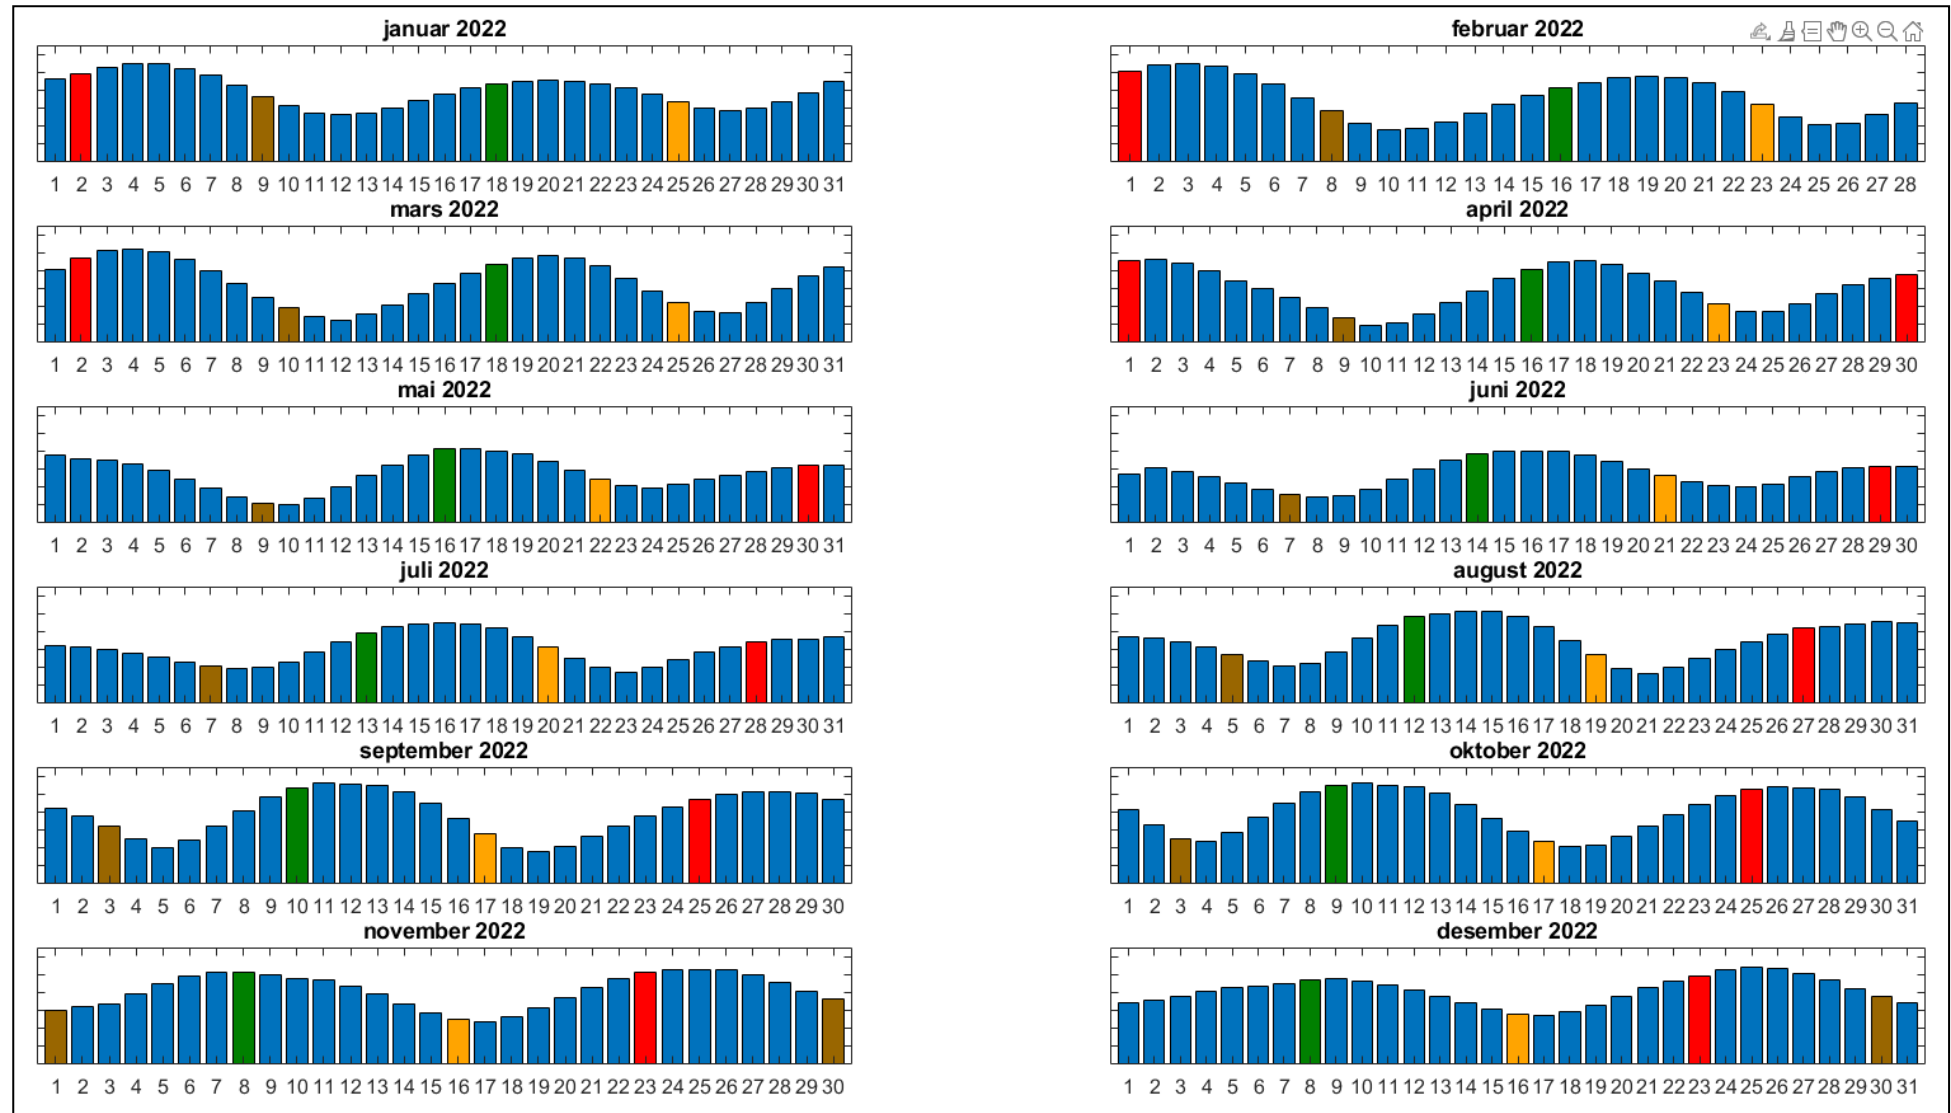 januar 2022
1 2 3 4 5 6 7 8 9 10 11 12 13 14 15 16 17 18 19 20 21 22 23 24 25 26 27 28 29 30 31
februar 2022
1 2 3 4 5 6 7 8 9 10 11 12 13 14 15 16 17 18 19 20 21 22 23 24 25 26 27 28
mars 2022
1 2 3 4 5 6 7 8 9 10 11 12 13 14 15 16 17 18 19 20 21 22 23 24 25 26 27 28 29 30 31
april 2022
1 2 3 4 5 6 7 8 9 10 11 12 13 14 15 16 17 18 19 20 21 22 23 24 25 26 27 28 29 30
mai 2022
1 2 3 4 5 6 7 8 9 10 11 12 13 14 15 16 17 18 19 20 21 22 23 24 25 26 27 28 29 30 31
juni 2022
1 2 3 4 5 6 7 8 9 10 11 12 13 14 15 16 17 18 19 20 21 22 23 24 25 26 27 28 29 30
juli 2022
1 2 3 4 5 6 7 8 9 10 11 12 13 14 15 16 17 18 19 20 21 22 23 24 25 26 27 28 29 30 31
august 2022
1 2 3 4 5 6 7 8 9 10 11 12 13 14 15 16 17 18 19 20 21 22 23 24 25 26 27 28 29 30 31
september 2022
1 2 3 4 5 6 7 8 9 10 11 12 13 14 15 16 17 18 19 20 21 22 23 24 25 26 27 28 29 30
oktober 2022
1 2 3 4 5 6 7 8 9 10 11 12 13 14 15 16 17 18 19 20 21 22 23 24 25 26 27 28 29 30 31
november 2022
1 2 3 4 5 6 7 8 9 10 11 12 13 14 15 16 17 18 19 20 21 22 23 24 25 26 27 28 29 30
desember 2022
1 2 3 4 5 6 7 8 9 10 11 12 13 14 15 16 17 18 19 20 21 22 23 24 25 26 27 28 29 30 31